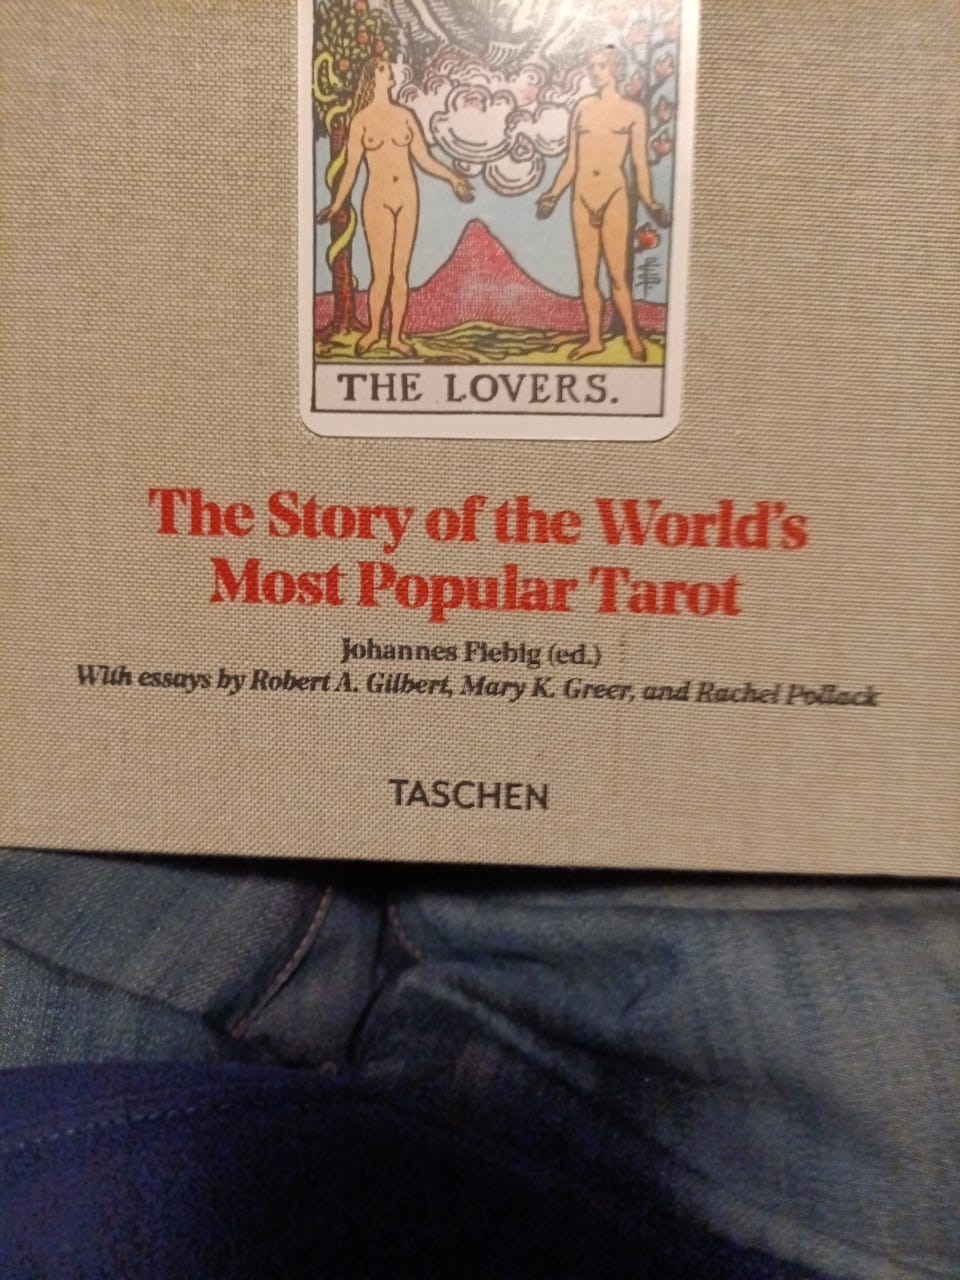 THE LOVERS.
The Story of the World's
Most Popular Tarot
Johannes Fiebig (ed.)
With essays by Robert A. Gilbert, Mary K. Greer, and Rachel Pollack
TASCHEN